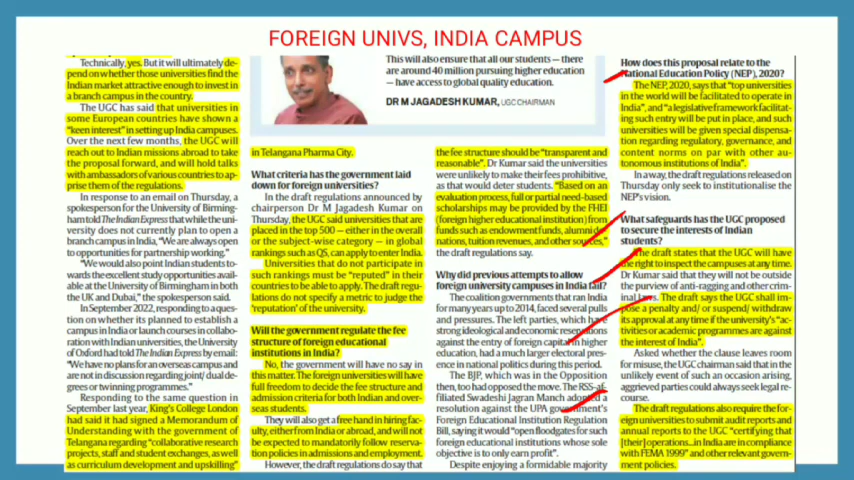 FOREIGN UNIVS, INDIA CAMPUS
Technically, yes. But it will ultimately de-
pend on whether those universities find the
Indian market attractive enough to invest in
a branch campus in the country.
The UGC has said that universities in
some European countries have shown a
"keen interest" in setting up India campuses.
Over the next few months, the UGC will
reach out to Indian missions abroad to take
the proposal forward, and will hold talks
with ambassadors of various countries to ap-
prise them of the regulations.
In response to an email on Thursday, a
spokesperson for the University of Birming-
ham told The Indian Express that while the uni-
versity does not currently plan to open a
branch campus in India, "We are always open
to opportunities for partnership working."
"We would also point Indian students to-
wards the excellent study opportunities avail-
able at the University of Birmingham in both
the UK and Dubai," the spokesperson said.
In September 2022, responding to a ques-
tion on whether its planned to establish a
campus in India or launch courses in collabo-
ration with Indian universities, the University
of Oxford had told The Indian Express by email:
"We have no plans for an overseas campus and
are not in discussion regarding joint/ dual de-
grees or twinning programmes."
Responding to the same question in
September last year, King's College London
had said it had signed a Memorandum of
Understanding with the government of
Telangana regarding "collaborative research
projects, staff and student exchanges, as well
as curriculum development and upskilling"
This will also ensure that all our students — there
are around 40 million pursuing higher education
— have access to global quality education.
DR M JAGADESH KUMAR, UGC CHAIRMAN
in Telangana Pharma City.
What criteria has the government laid
down for foreign universities?
In the draft regulations announced by
chairperson Dr M Jagadesh Kumar on
Thursday, the UGC said universities that are
placed in the top 500 — either in the overall
or the subject-wise category — in global
rankings such as QS, can apply to enter India.
Universities that do not participate in
such rankings must be "reputed" in their
countries to be able to apply. The draft regu-
lations do not specify a metric to judge the
'reputation' of the university.
Will the government regulate the fee
structure of foreign educational
institutions in India?
No, the government will have no say in
this matter. The foreign universities will have
full freedom to decide the fee structure and
admission criteria for both Indian and over-
seas students.
They will also get a free hand in hiring fac-
ulty, either from India or abroad, and will not
be expected to mandatorily follow reserva-
tion policies in admissions and employment.
However, the draft regulations do say that
the fee structure should be "transparent and
reasonable". Dr Kumar said the universities
were unlikely to make their fees prohibitive,
as that would deter students. "Based on an
evaluation process, full or partial need-based
scholarships may be provided by the FHEI
(foreign higher educational institution) from
funds such as endowment funds, alumni do-
nations, tuition revenues, and other sources,"
the draft regulations say.
Why did previous attempts to allow
foreign university campuses in India fail?
The coalition governments that ran India
for many years up to 2014, faced several pulls
and pressures. The left parties, which have
strong ideological and economic reservations
against the entry of foreign capital in higher
education, had a much larger electoral pres-
ence in national politics during this period.
The BJP, which was in the Opposition
then, too had opposed the move. The RSS-af-
filiated Swadeshi Jagran Manch adopted a
resolution against the UPA government's
Foreign Educational Institution Regulation
Bill, saying it would "open floodgates for such
foreign educational institutions whose sole
objective is to only earn profit".
Despite enjoying a formidable majority
How does this proposal relate to the
National Education Policy (NEP), 2020?
The NEP, 2020, says that "top universities
in the world will be facilitated to operate in
India", and "a legislative framework facilitat-
ing such entry will be put in place, and such
universities will be given special dispensa-
tion regarding regulatory, governance, and
content norms on par with other au-
tonomous institutions of India".
In a way, the draft regulations released on
Thursday only seek to institutionalise the
NEP's vision.
What safeguards has the UGC proposed
to secure the interests of Indian
students?
The draft states that the UGC will have
the right to inspect the campuses at any time.
Dr Kumar said that they will not be outside
the purview of anti-ragging and other crim-
inal laws. The draft says the UGC shall im-
pose a penalty and/ or suspend/ withdraw
its approval at any time if the university's "ac-
tivities or academic programmes are against
the interest of India".
Asked whether the clause leaves room
for misuse, the UGC chairman said that in the
unlikely event of such an occasion arising,
aggrieved parties could always seek legal re-
course.
The draft regulations also require the for-
eign universities to submit audit reports and
annual reports to the UGC "certifying that
[their] operations...in India are in compliance
with FEMA 1999" and other relevant govern-
ment policies.